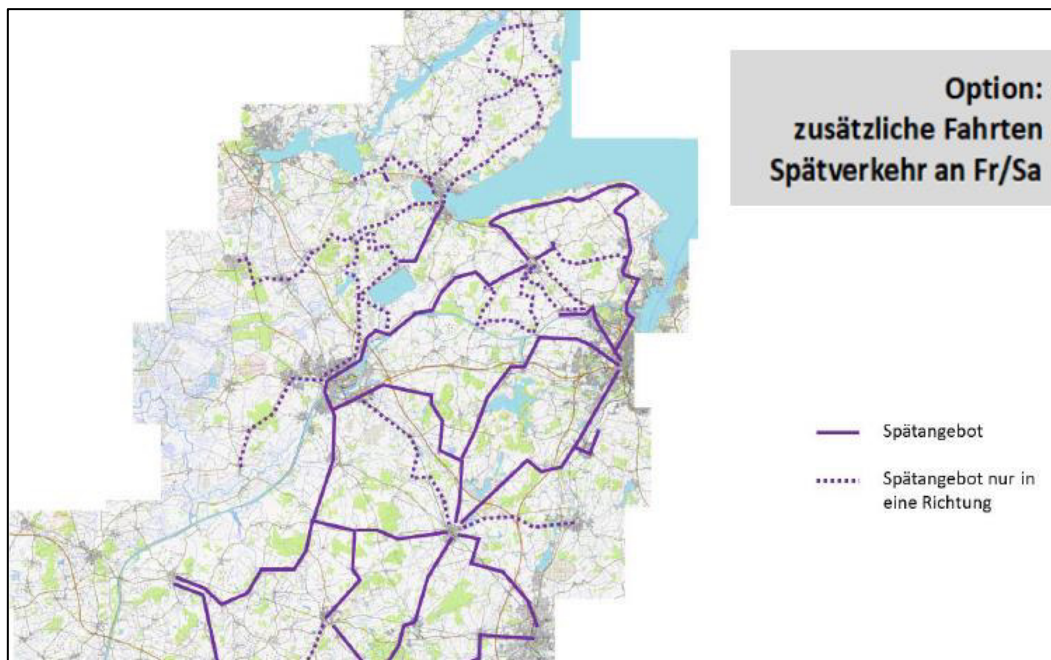 Option:
zusätzliche Fahrten
Spätverkehr an Fr/Sa
Spätangebot
Spätangebot nur in
eine Richtung